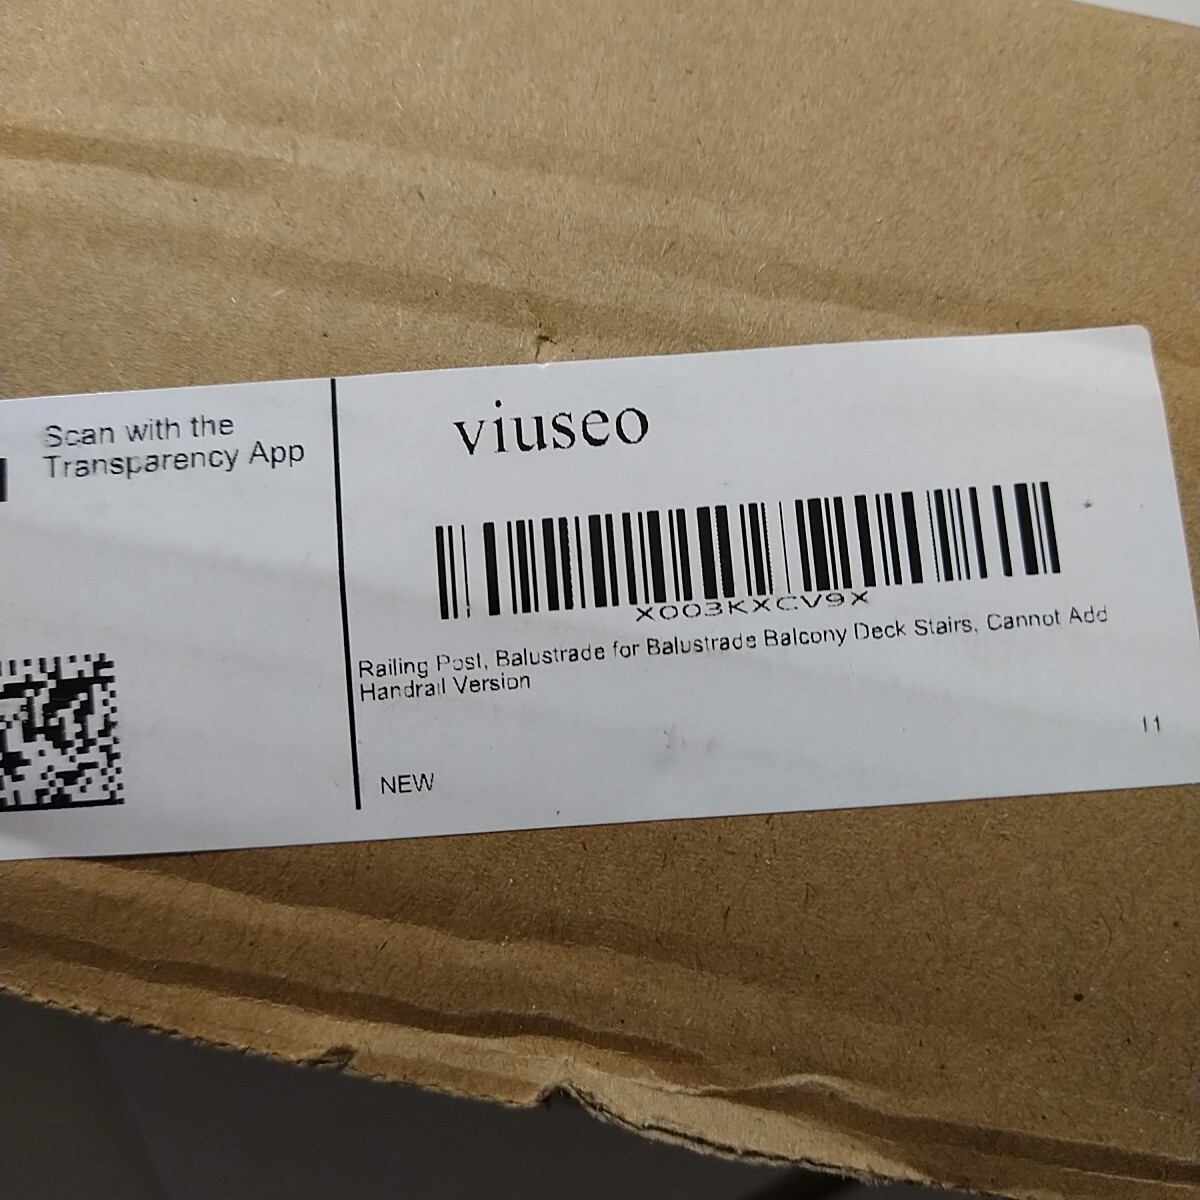 Scan with the
Transparency App
viuseo
X003KXCV9X
Railing Post, Balustrade for Balustrade Balcony Deck Stairs, Cannot Add
Handrail Version
NEW